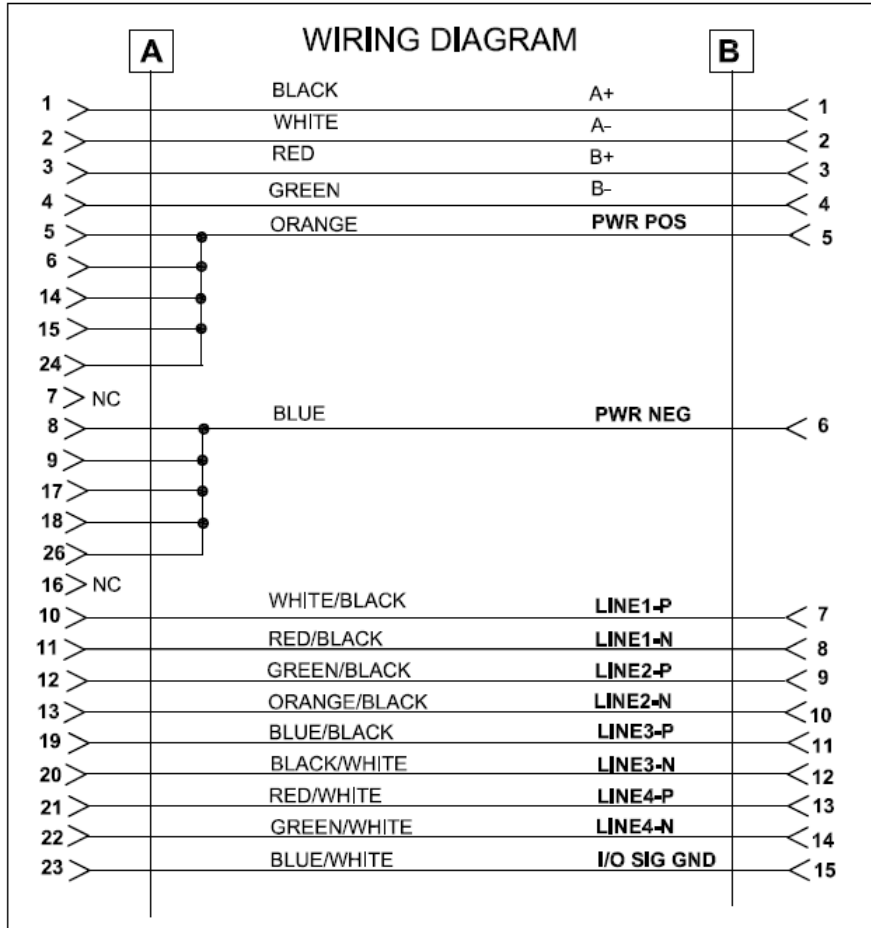 WIRING DIAGRAM
A B
1 BLACK A+ 1
2 WHITE A- 2
3 RED B+ 3
4 GREEN B- 4
5 ORANGE PWR POS 5
6
14
15
24
7 NC
8 BLUE PWR NEG 6
9
17
18
26
16 NC
10 WHITE/BLACK LINE1-P 7
11 RED/BLACK LINE1-N 8
12 GREEN/BLACK LINE2-P 9
13 ORANGE/BLACK LINE2-N 10
19 BLUE/BLACK LINE3-P 11
20 BLACK/WHITE LINE3-N 12
21 RED/WHITE LINE4-P 13
22 GREEN/WHITE LINE4-N 14
23 BLUE/WHITE I/O SIG GND 15